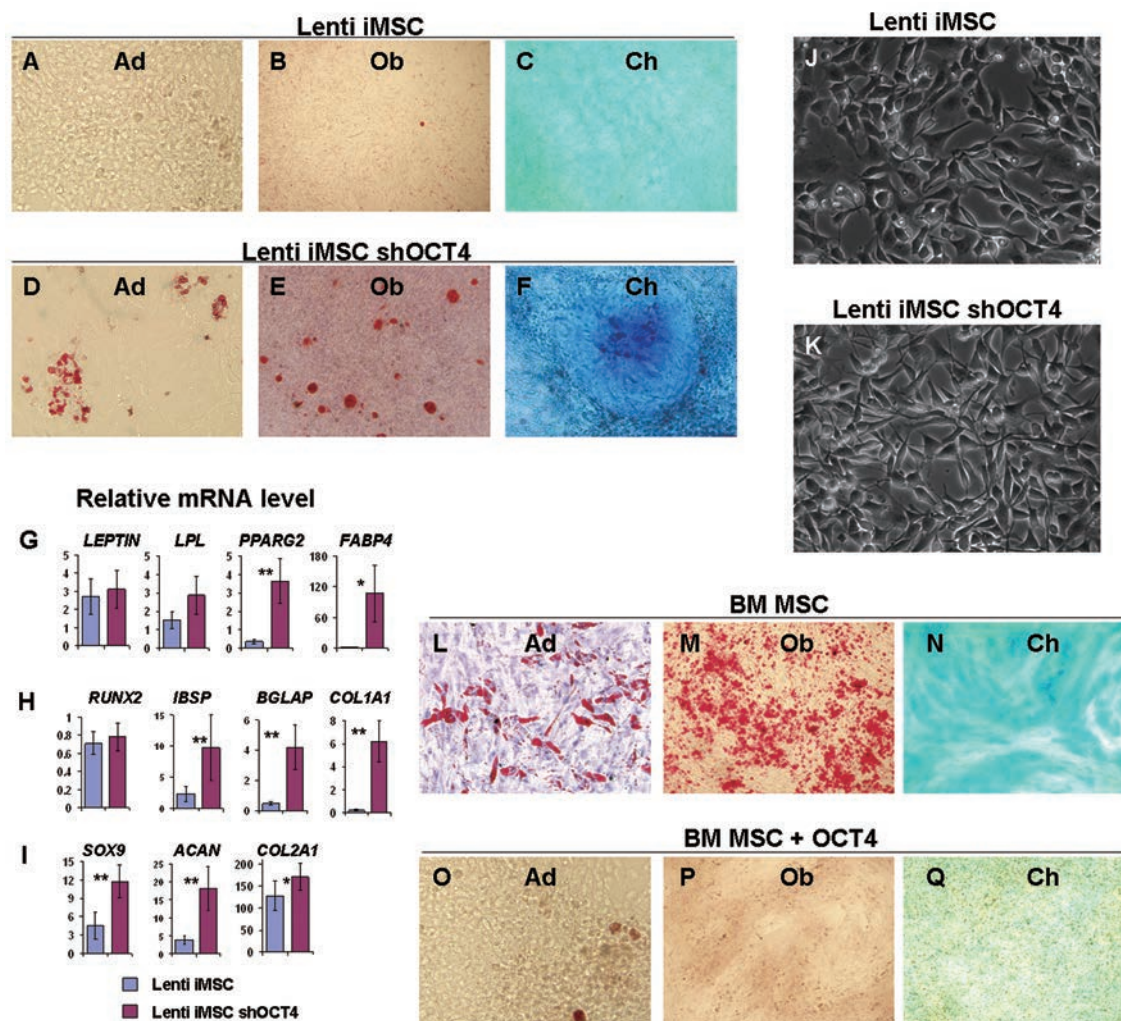 Lenti iMSC
A Ad B Ob C Ch
Lenti iMSC shOCT4
D Ad E Ob F Ch
Lenti iMSC
J
Lenti iMSC shOCT4
K
Relative mRNA level
G LEPTIN LPL PPARG2 FABP4
5 5 5 180
4 4 4 ** 120 *
3 3 3
2 2 2 60
1 1 1
0 0 0 0
H RUNX2 IBSP BGLAP COL1A1
1 15 6 8
0.8 ** ** **
0.6 10 4 6
0.4 5 2 4
0.2 2
0 0 0 0
I SOX9 ACAN COL2A1
15 25 200
12 ** 20 ** 150 *
9 15 100
6 10
3 5 50
0 0 0
Lenti iMSC
Lenti iMSC shOCT4
BM MSC
L Ad M Ob N Ch
BM MSC + OCT4
O Ad P Ob Q Ch